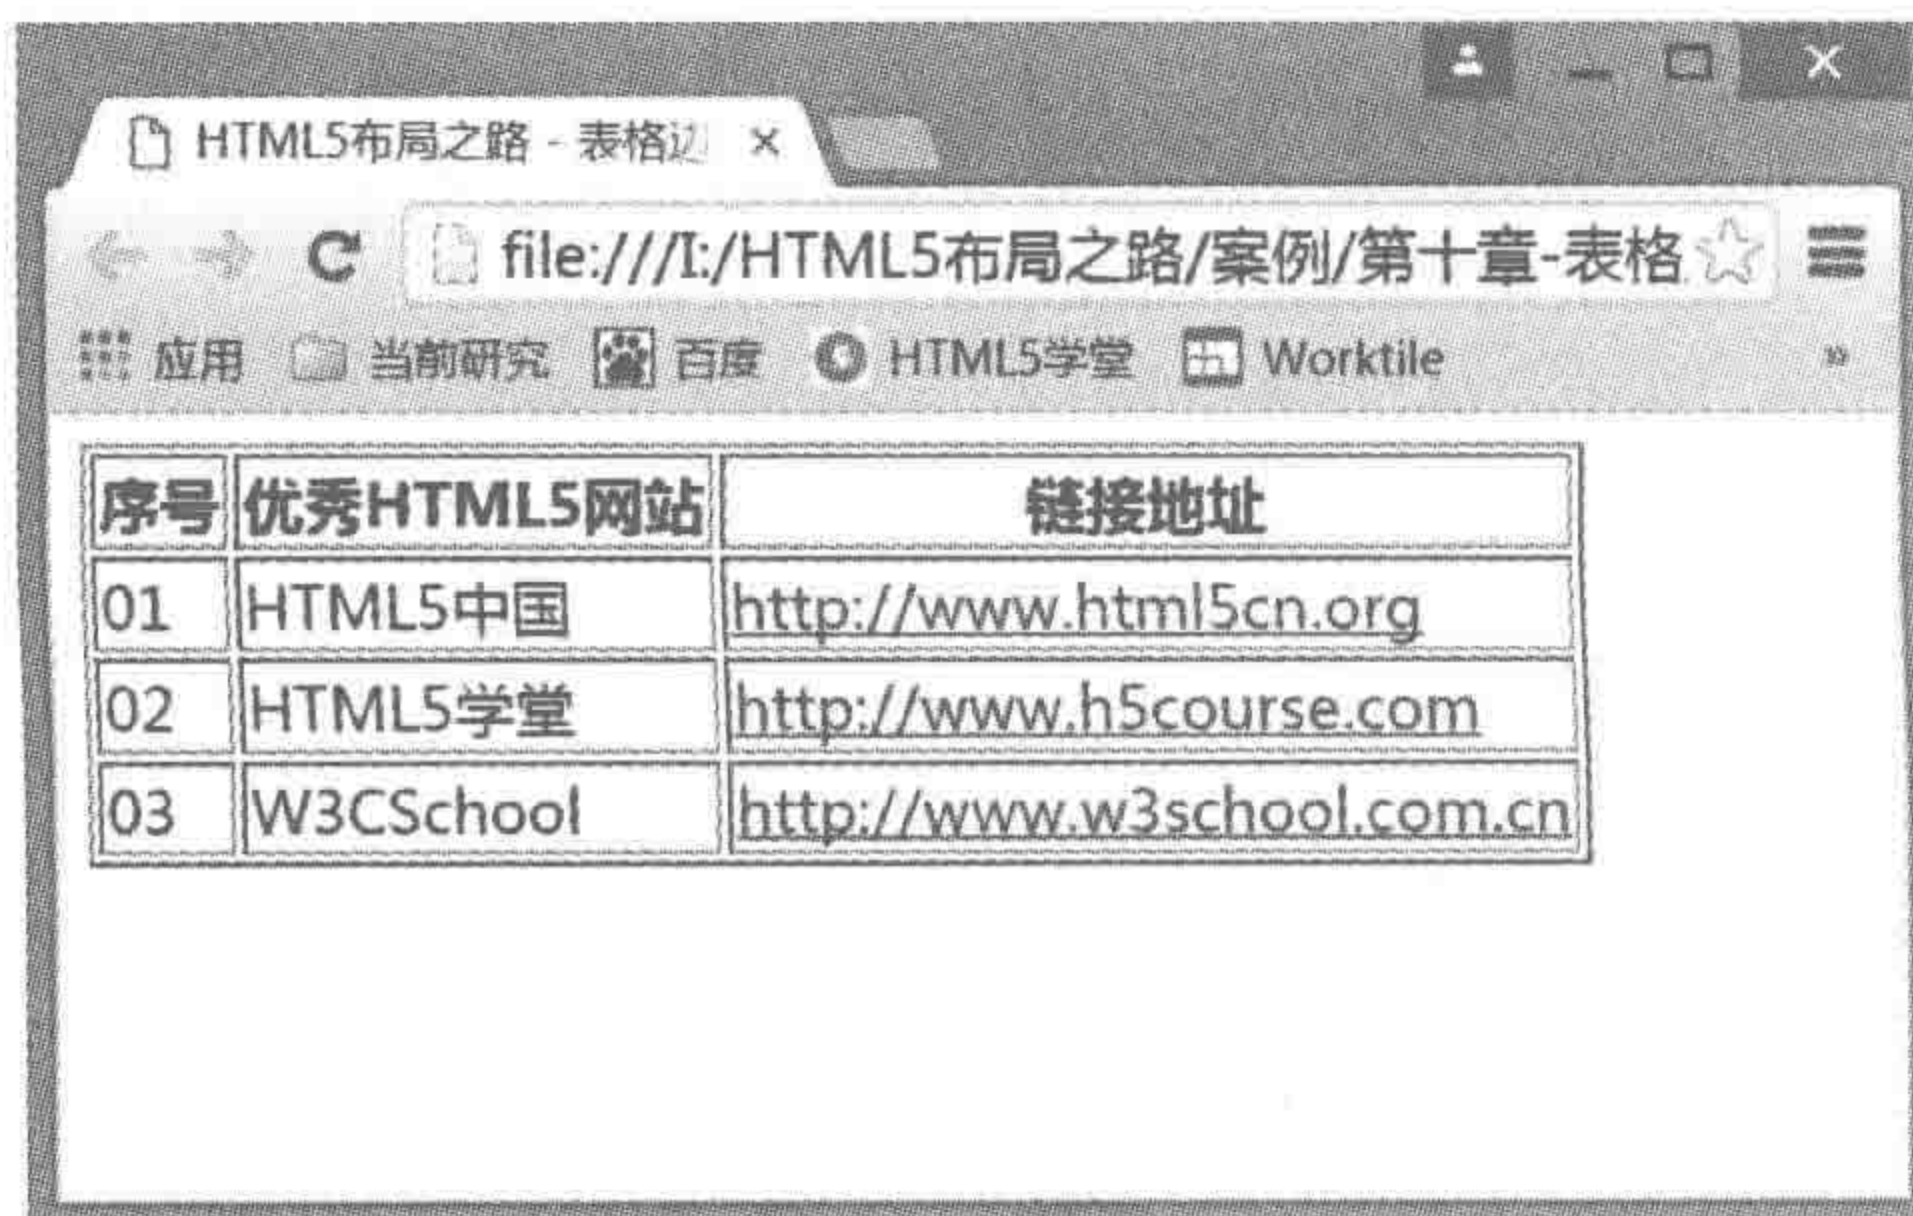 HTML5布局之路 - 表格边
file:///I:/HTML5布局之路/案例/第十章-表格
应用 当前研究 百度 HTML5学堂 Worktile »
序号 优秀HTML5网站 链接地址
01 HTML5中国 http://www.html5cn.org
02 HTML5学堂 http://www.h5course.com
03 W3CSchool http://www.w3school.com.cn